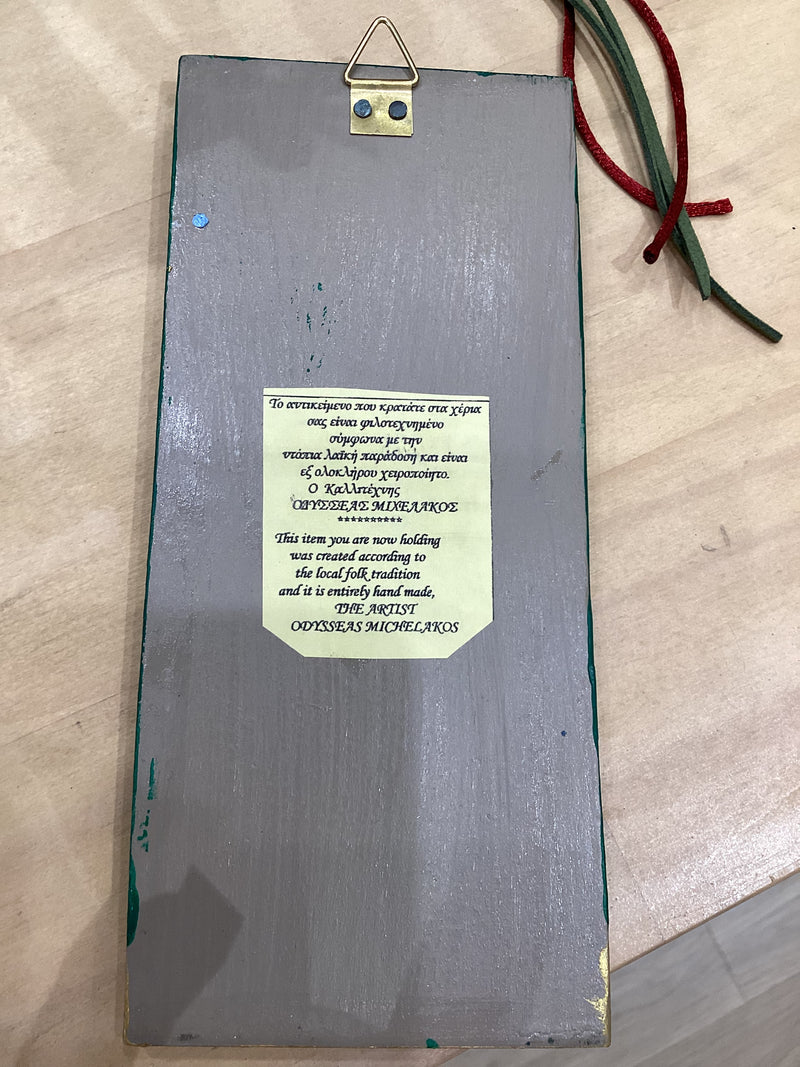 Το αντικείμενο που κρατάτε στα χέρια
σας είναι φιλοτεχνημένο
σύμφωνα με την
ντόπια λαϊκή παράδοση και είναι
εξ ολοκλήρου χειροποίητο.
Ο Καλλιτέχνης
ΟΔΥΣΣΕΑΣ ΜΙΧΕΛΑΚΟΣ
**********
This item you are now holding
was created according to
the local folk tradition
and it is entirely hand made,
THE ARTIST
ODYSSEAS MICHELAKOS